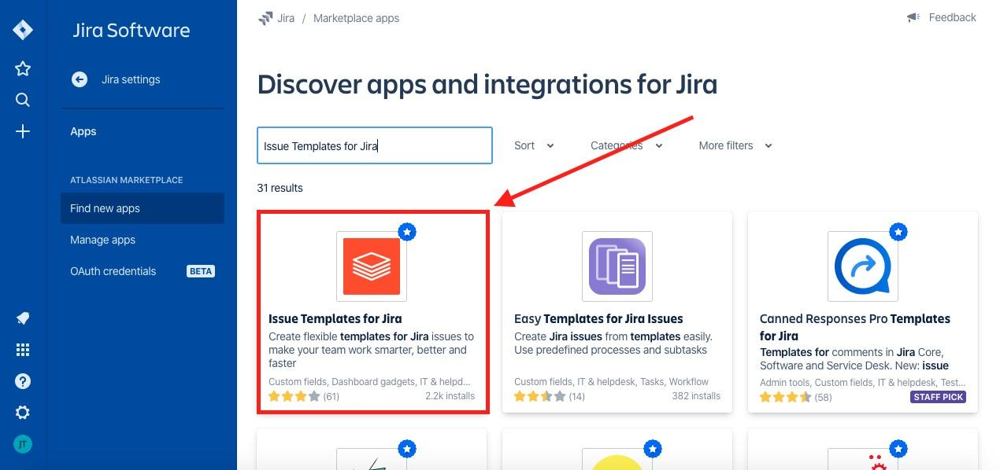 Jira Software
Jira settings
Apps
ATLASSIAN MARKETPLACE
Find new apps
Manage apps
OAuth credentials BETA
JT
Jira / Marketplace apps
Feedback
Discover apps and integrations for Jira
Issue Templates for Jira
Sort
Categories
More filters
31 results
Issue Templates for Jira
Create flexible templates for Jira issues to
make your team work smarter, better and
faster
Custom fields, Dashboard gadgets, IT & helpd...
(61) 2.2k installs
Easy Templates for Jira Issues
Create Jira issues from templates easily.
Use predefined processes and subtasks
Custom fields, IT & helpdesk, Tasks, Workflow
(14) 382 installs
Canned Responses Pro Templates
for Jira
Templates for comments in Jira Core,
Software and Service Desk. New: issue
Admin tools, Custom fields, IT & helpdesk, Test...
(58) STAFF PICK